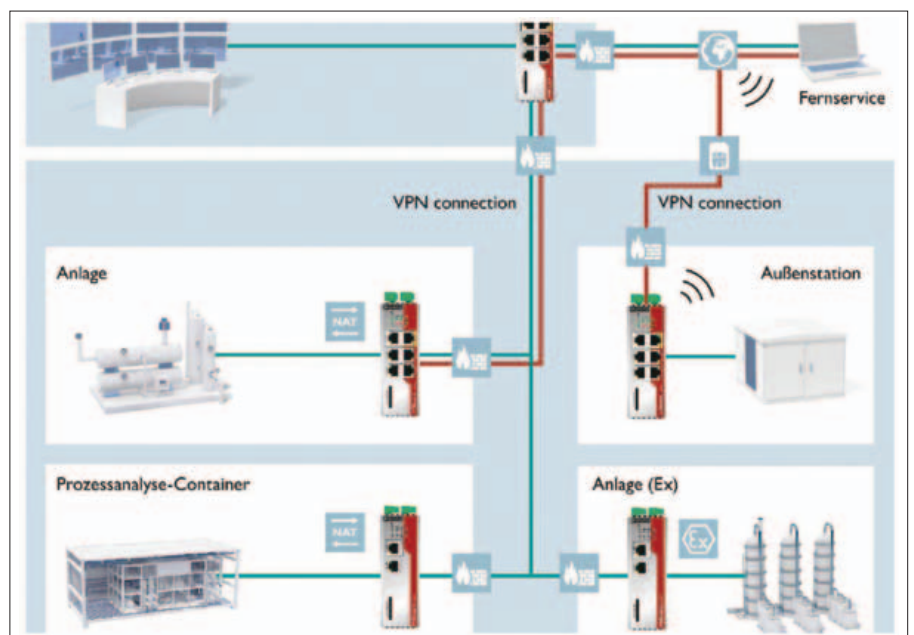 Fernservice
VPN connection
VPN connection
Anlage
Außenstation
NAT
Prozessanalyse-Container
Anlage (Ex)
NAT
Ex